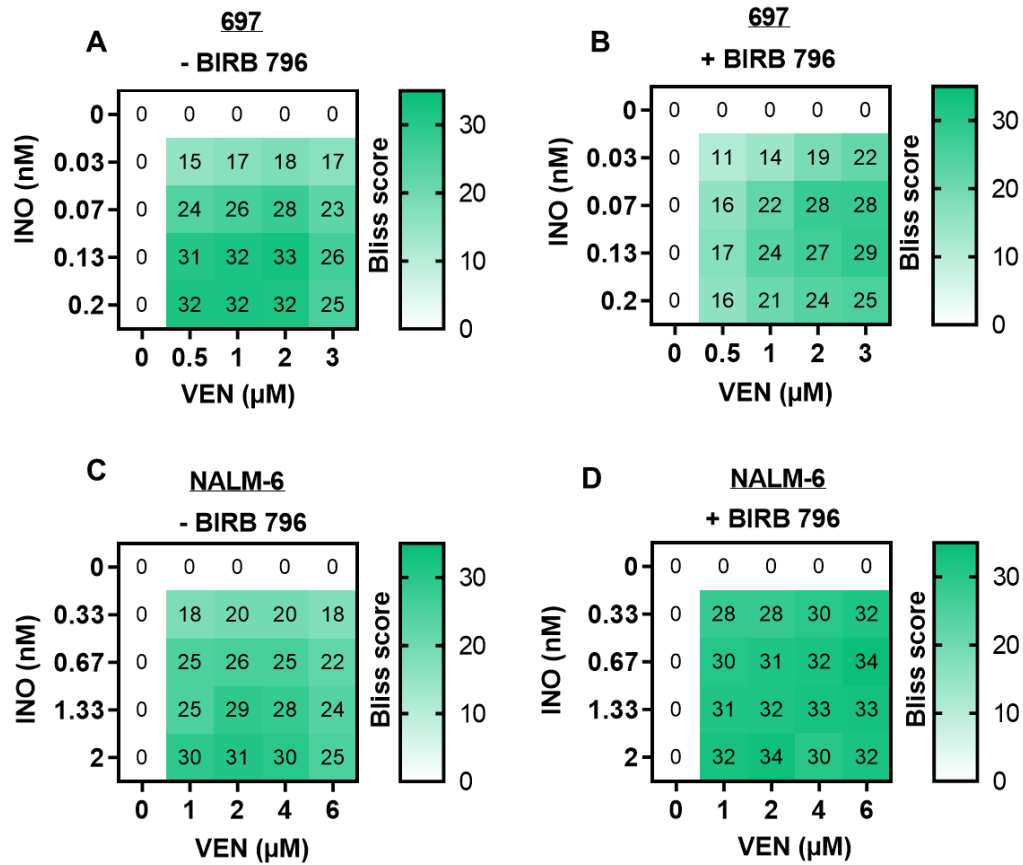 A
697
- BIRB 796
INO (nM)
0 0 0 0 0 0
0.03 0 15 17 18 17
0.07 0 24 26 28 23
0.13 0 31 32 33 26
0.2 0 32 32 32 25
0 0.5 1 2 3
VEN (µM)
Bliss score
30
20
10
0
B
697
+ BIRB 796
INO (nM)
0 0 0 0 0 0
0.03 0 11 14 19 22
0.07 0 16 22 28 28
0.13 0 17 24 27 29
0.2 0 16 21 24 25
0 0.5 1 2 3
VEN (µM)
Bliss score
30
20
10
0
C
NALM-6
- BIRB 796
INO (nM)
0 0 0 0 0 0
0.33 0 18 20 20 18
0.67 0 25 26 25 22
1.33 0 25 29 28 24
2 0 30 31 30 25
0 1 2 4 6
VEN (µM)
Bliss score
30
20
10
0
D
NALM-6
+ BIRB 796
INO (nM)
0 0 0 0 0 0
0.33 0 28 28 30 32
0.67 0 30 31 32 34
1.33 0 31 32 33 33
2 0 32 34 30 32
0 1 2 4 6
VEN (µM)
Bliss score
30
20
10
0